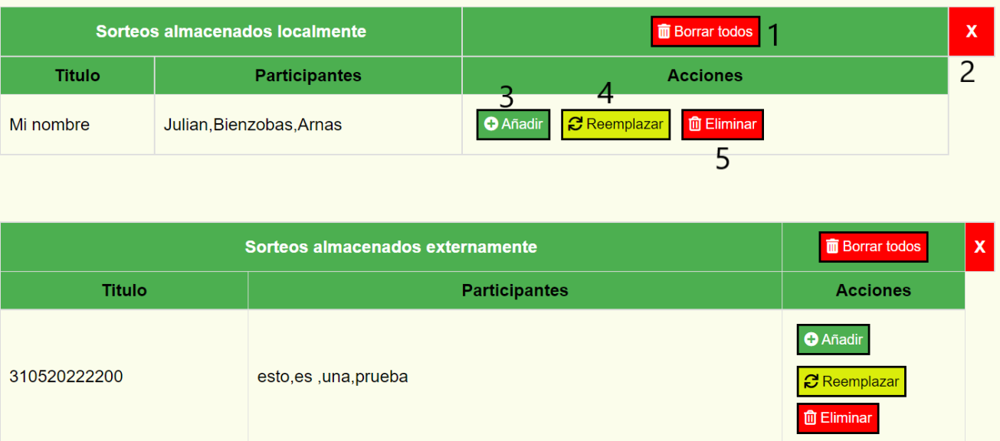 Sorteos almacenados localmente Borrar todos 1 X
Titulo Participantes Acciones 2
3 4
Mi nombre Julian,Bienzobas,Arnas Añadir Reemplazar Eliminar
5
Sorteos almacenados externamente Borrar todos X
Titulo Participantes Acciones
Añadir
310520222200 esto,es ,una,prueba Reemplazar
Eliminar